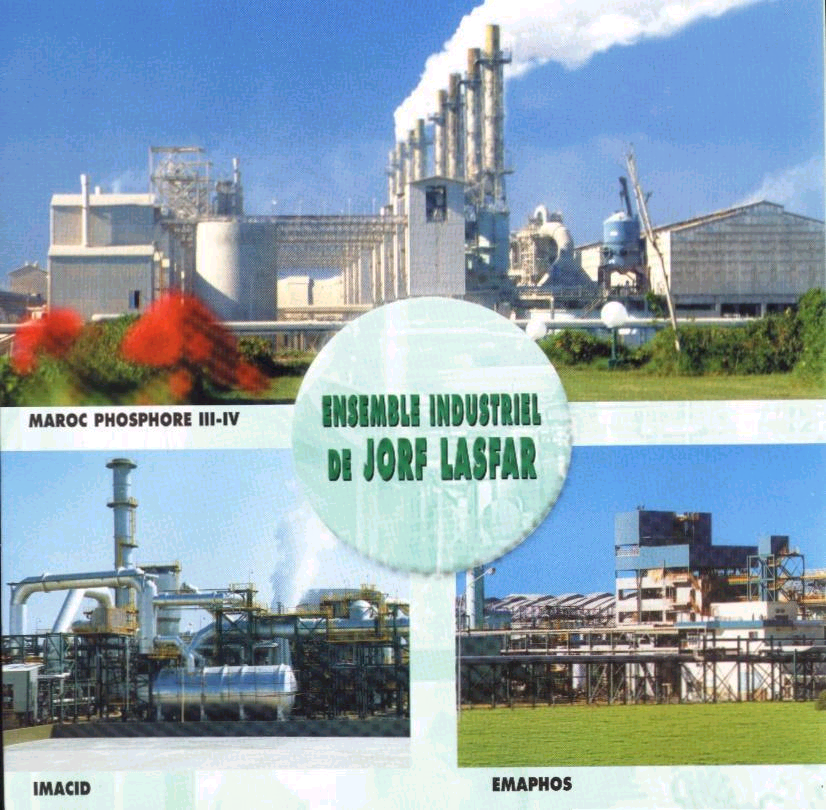 MAROC PHOSPHORE III-IV
ENSEMBLE INDUSTRIEL
DE JORF LASFAR
IMACID
EMAPHOS